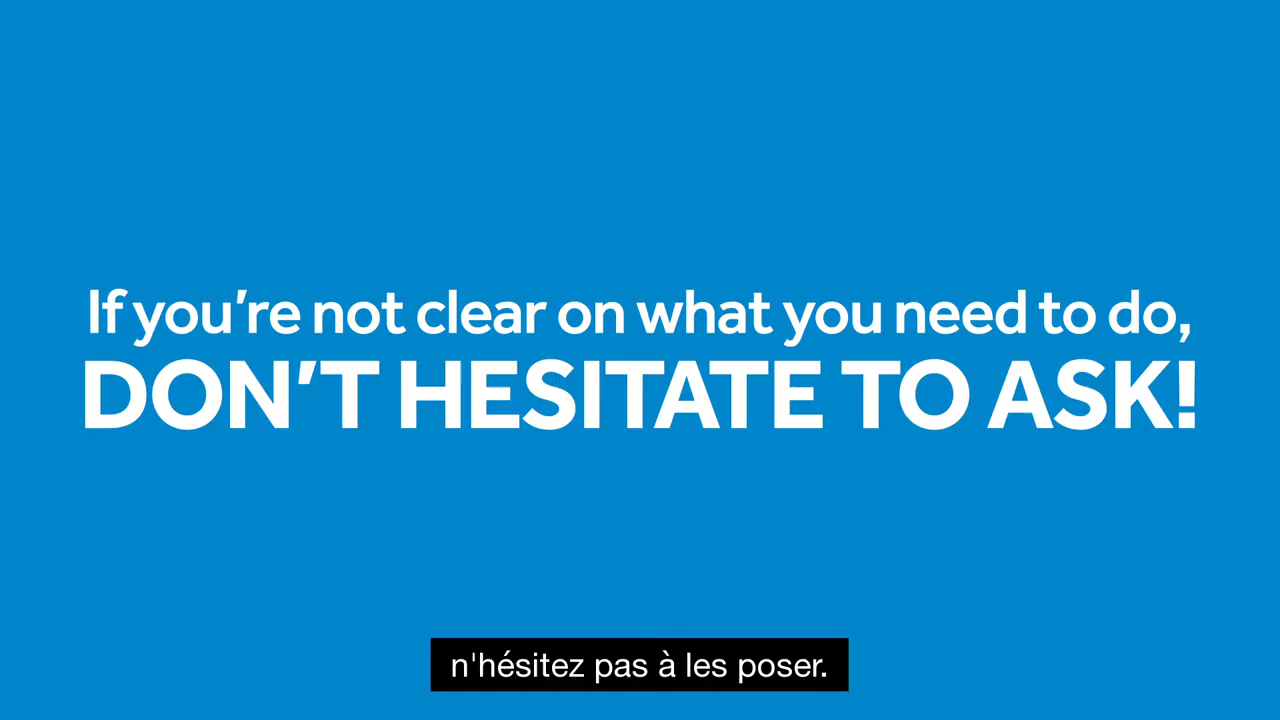 If you're not clear on what you need to do,
DON'T HESITATE TO ASK!
n'hésitez pas à les poser.